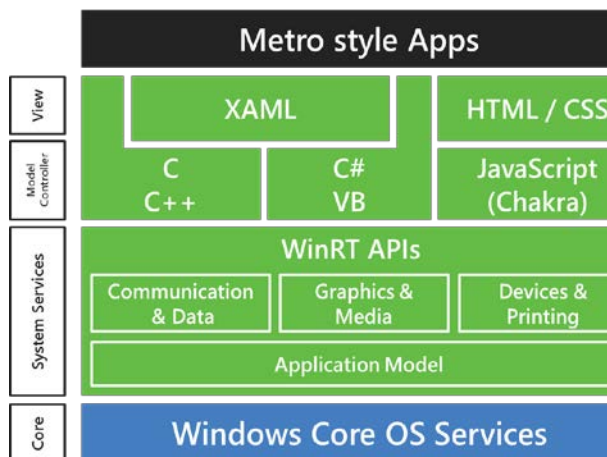 Metro style Apps
View
XAML
HTML / CSS
Model
Controller
C
C++
C#
VB
JavaScript
(Chakra)
System Services
WinRT APIs
Communication
& Data
Graphics &
Media
Devices &
Printing
Application Model
Core
Windows Core OS Services